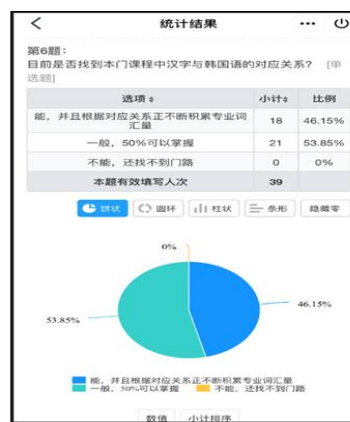 统计结果
第6题：
目前是否找到本门课程中汉字与韩国语的对应关系？ [单
选题]
选项 小计 比例
能，并且根据对应关系正不断积累专业词
汇量 18 46.15%
一般，50%可以掌握 21 53.85%
不能，还找不到门路 0 0%
本题有效填写人次 39
饼状 圆环 柱状 条形 隐藏零
0%
46.15%
53.85%
能，并且根据对应关系正不断积累专业词汇量
一般，50%可以掌握 不能，还找不到门路
数值 小计排序